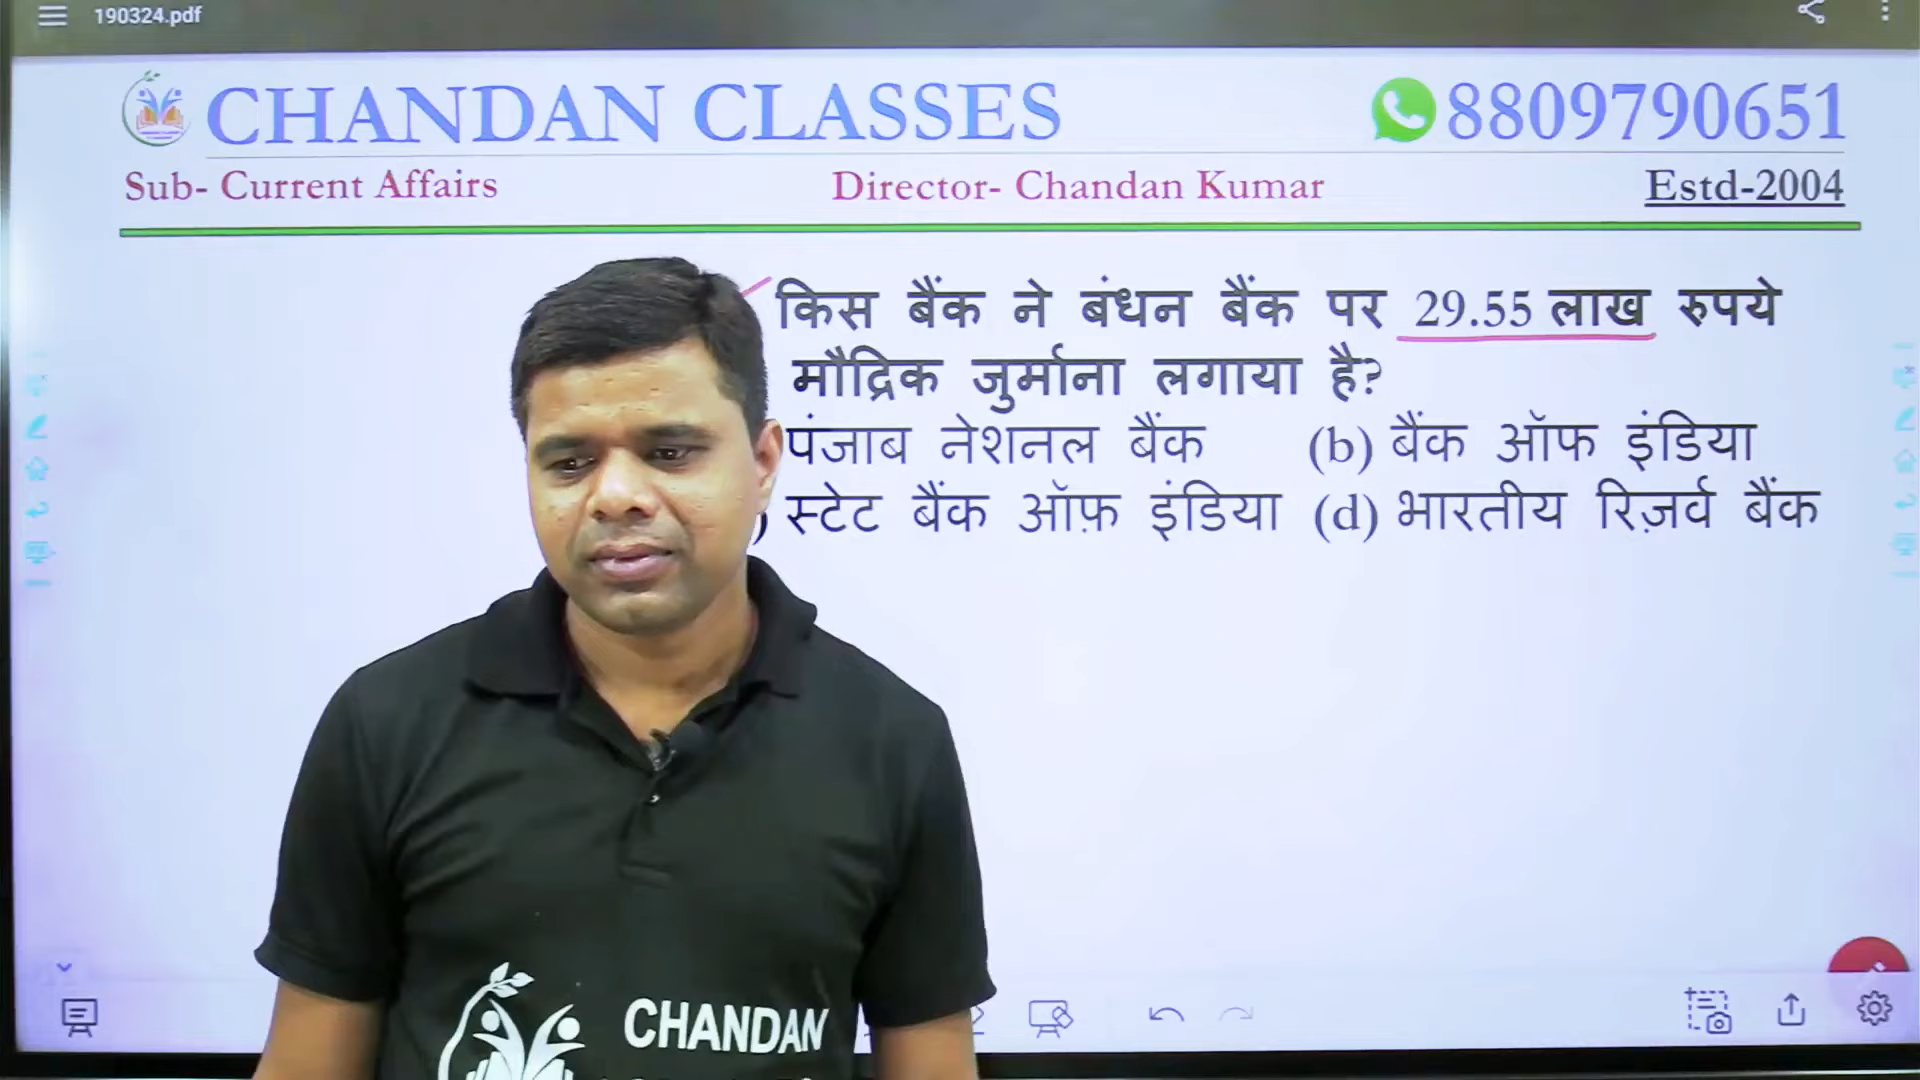 190324.pdf
CHANDAN CLASSES
8809790651
Sub- Current Affairs
Director- Chandan Kumar
Estd-2004
किस बैंक ने बंधन बैंक पर 29.55 लाख रुपये
मौद्रिक जुर्माना लगाया है?
पंजाब नेशनल बैंक (b) बैंक ऑफ इंडिया
) स्टेट बैंक ऑफ़ इंडिया (d) भारतीय रिज़र्व बैंक
CHANDAN